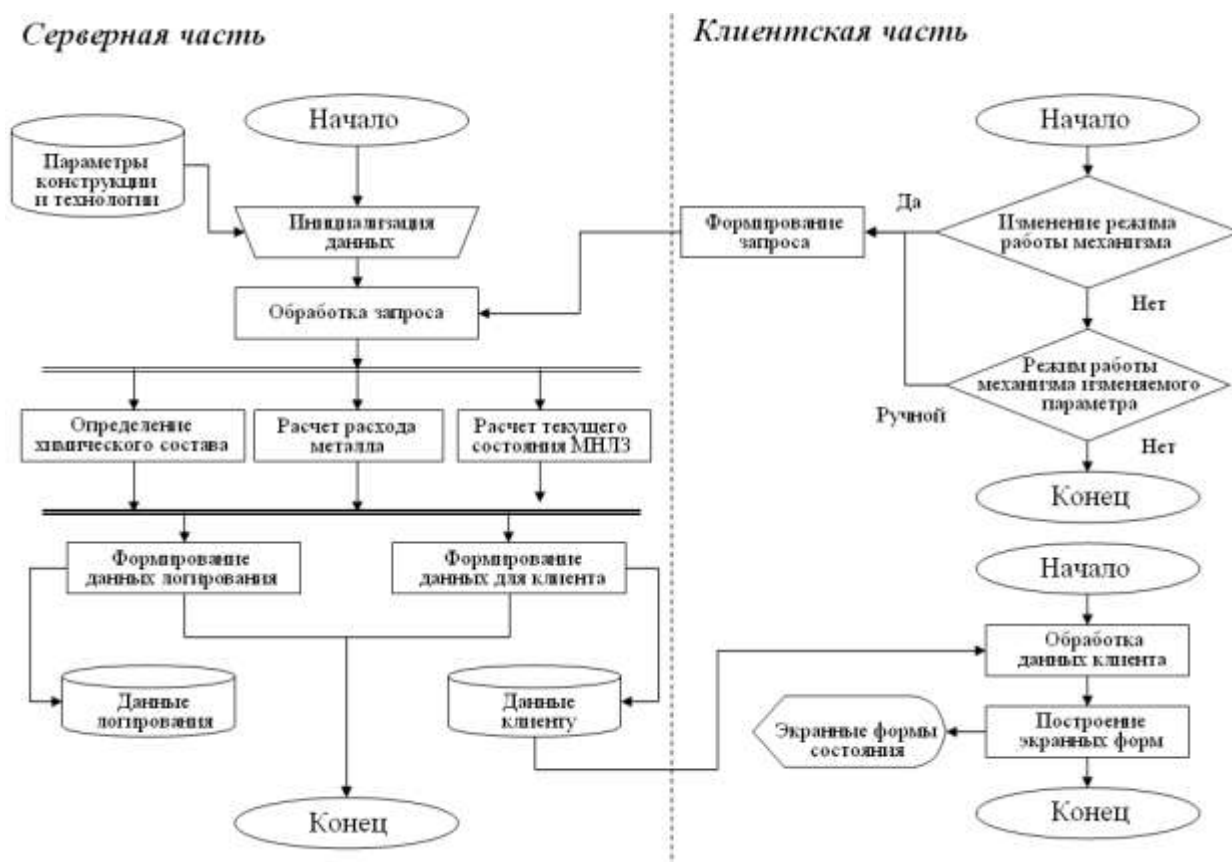 Серверная часть
Клиентская часть
Начало
Параметры
конструкции
и технологии
Инициализация
данных
Обработка запроса
Определение
химического состава
Расчет расхода
металла
Расчет текущего
состояния МНЛЗ
Формирование
данных логирования
Формирование
данных для клиента
Данные
логирования
Данные
клиенту
Конец
Начало
Изменение режима
работы механизма
Да
Формирование
запроса
Нет
Режим работы
механизма изменяемого
параметра
Ручной
Нет
Конец
Начало
Обработка
данных клиента
Построение
экранных форм
Экранные формы
состояния
Конец